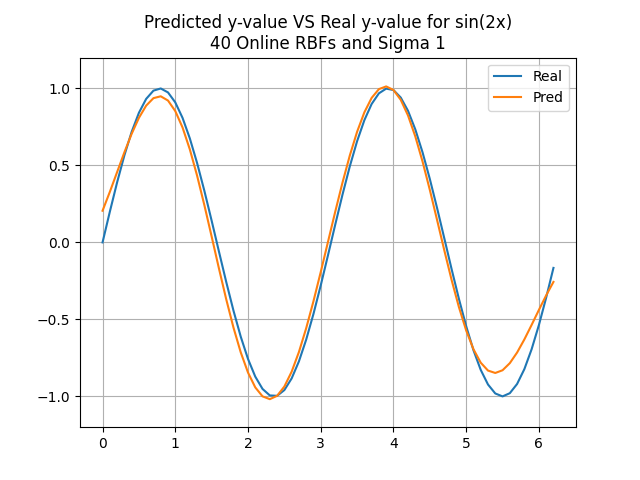 Predicted y-value VS Real y-value for sin(2x)
40 Online RBFs and Sigma 1
Real
Pred
1.0
0.5
0.0
−0.5
−1.0
0 1 2 3 4 5 6